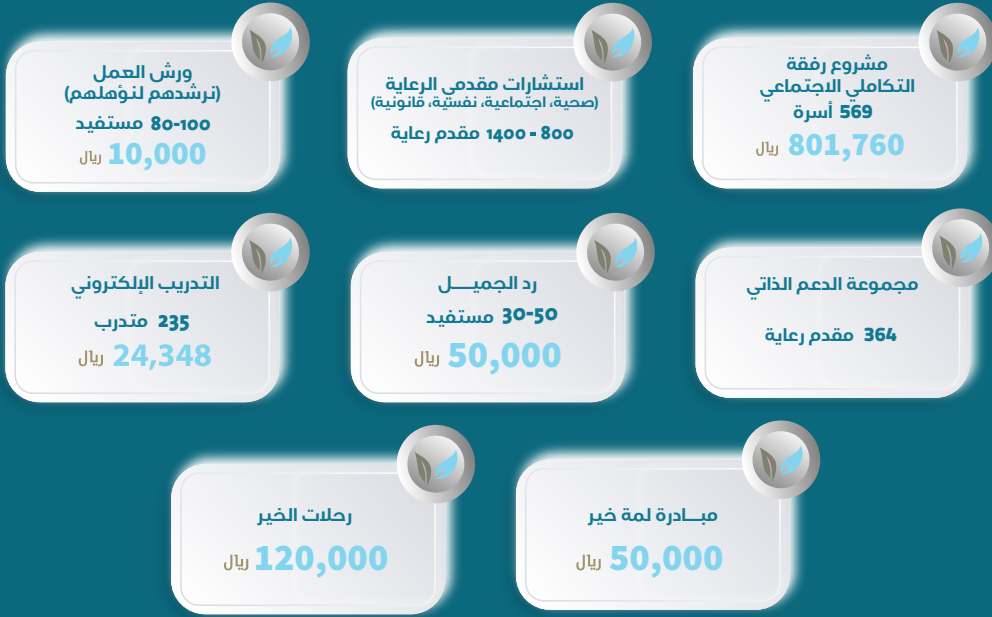 مشروع رفقة
التكاملي الاجتماعي
569 أسرة
801,760 ريال
استشارات مقدمي الرعاية
(صحية، اجتماعية، نفسية، قانونية)
800 - 1400 مقدم رعاية
ورش العمل
(نرشدهم لنؤهلهم)
80-100 مستفيد
10,000 ريال
مجموعة الدعم الذاتي
364 مقدم رعاية
رد الجميـــل
30-50 مستفيد
50,000 ريال
التدريب الإلكتروني
235 متدرب
24,348 ريال
مبـــادرة لمة خير
50,000 ريال
رحلات الخير
120,000 ريال